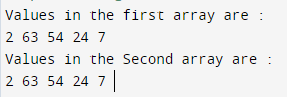 Values in the first array are :
2 63 54 24 7
Values in the Second array are :
2 63 54 24 7